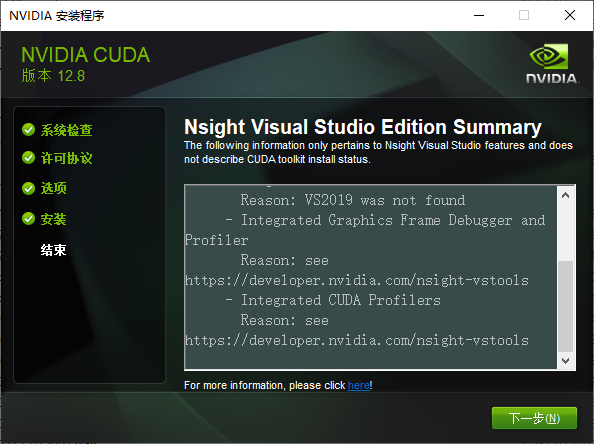 NVIDIA 安装程序
NVIDIA CUDA
版本 12.8
NVIDIA.
系统检查
许可协议
选项
安装
结束
Nsight Visual Studio Edition Summary
The following information only pertains to Nsight Visual Studio features and does
not describe CUDA toolkit install status.
Reason: VS2019 was not found
- Integrated Graphics Frame Debugger and
Profiler
Reason: see
https://developer.nvidia.com/nsight-vstools
- Integrated CUDA Profilers
Reason: see
https://developer.nvidia.com/nsight-vstools
For more information, please click here!
下一步(N)